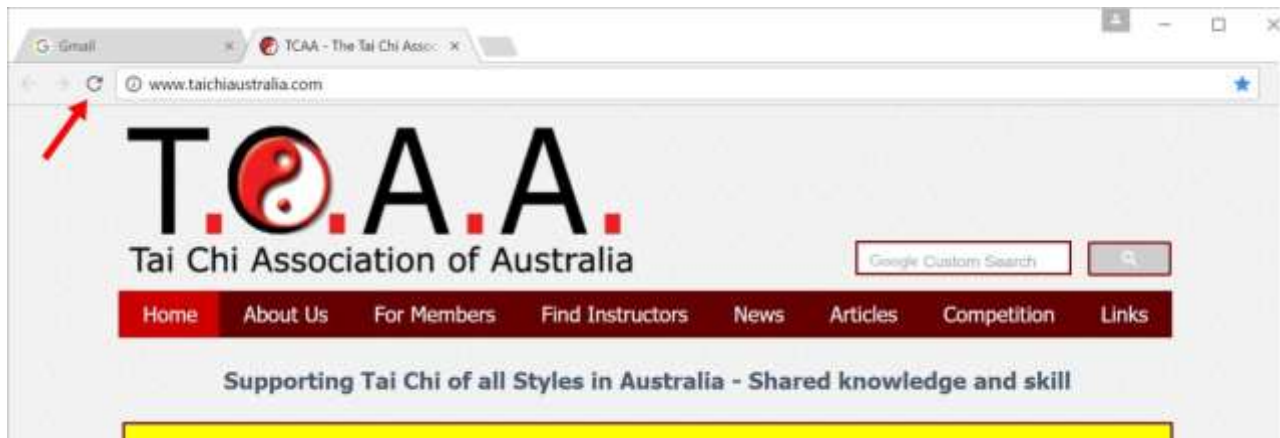 Gmail
TCAA - The Tai Chi Assoc
www.taichiaustralia.com
T.C.A.A.
Tai Chi Association of Australia
Google Custom Search
Home About Us For Members Find Instructors News Articles Competition Links
Supporting Tai Chi of all Styles in Australia - Shared knowledge and skill